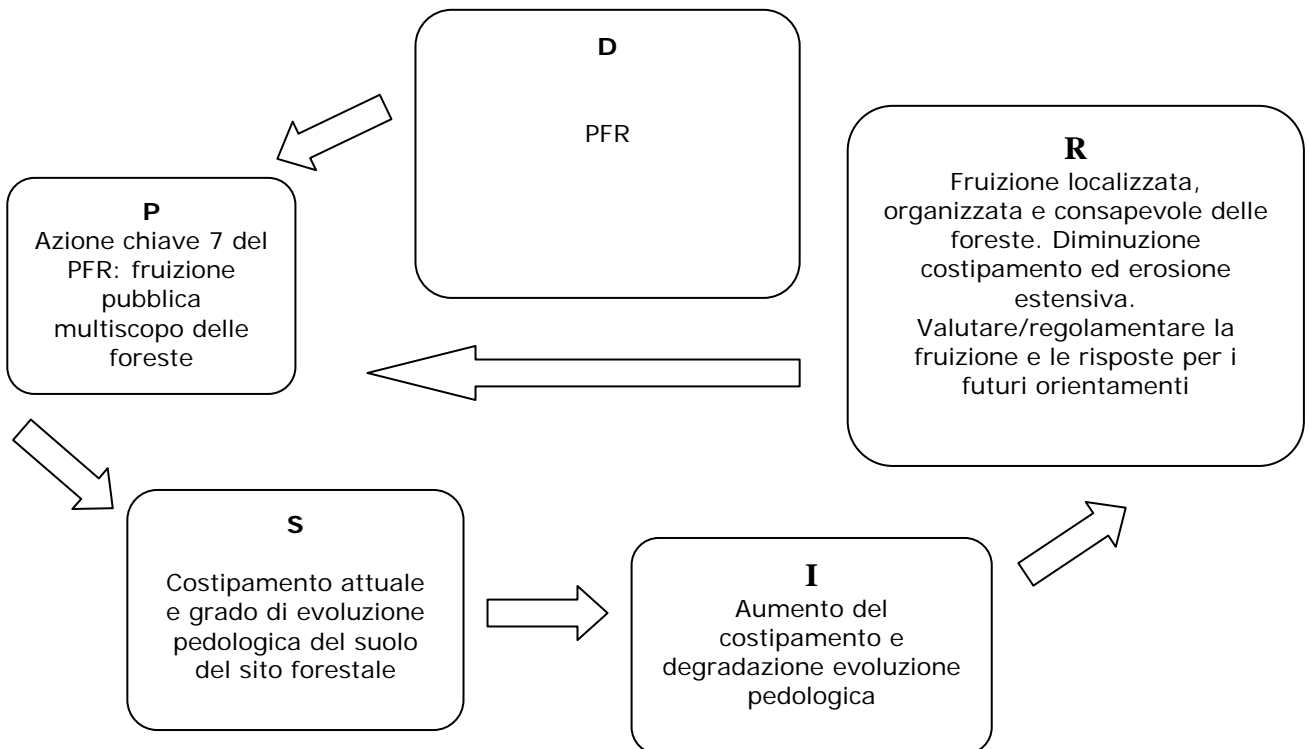 D
PFR
P
Azione chiave 7 del
PFR: fruizione
pubblica
multiscopo delle
foreste
R
Fruizione localizzata,
organizzata e consapevole delle
foreste. Diminuzione
costipamento ed erosione
estensiva.
Valutare/regolamentare la
fruizione e le risposte per i
futuri orientamenti
S
Costipamento attuale
e grado di evoluzione
pedologica del suolo
del sito forestale
I
Aumento del
costipamento e
degradazione evoluzione
pedologica